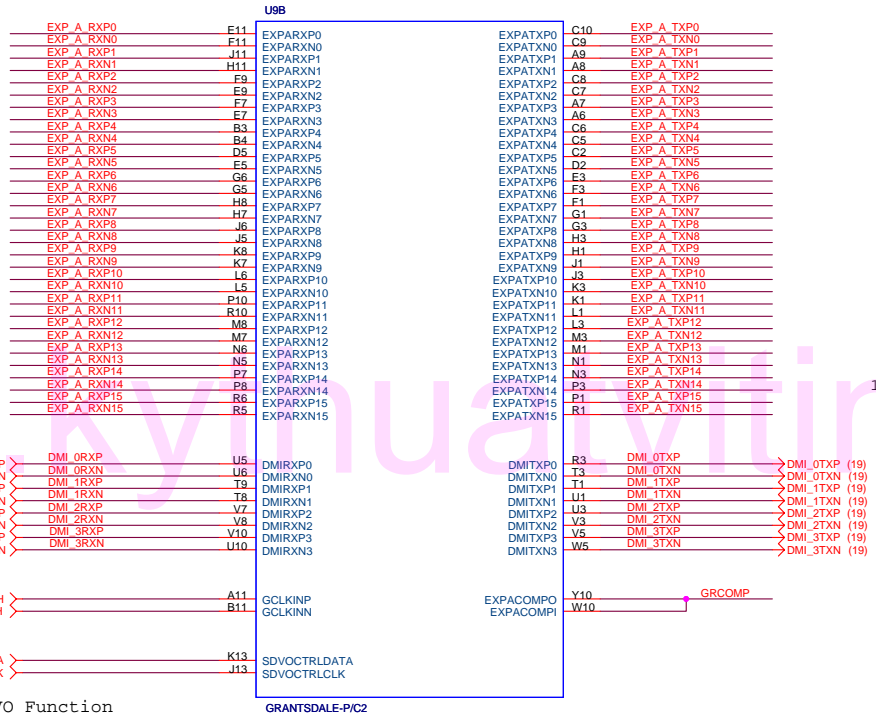 U9B
EXP_A_RXP0 E11 EXPARXP0 EXPATXP0 C10 EXP_A_TXP0
EXP_A_RXN0 F11 EXPARXN0 EXPATXN0 C9 EXP_A_TXN0
EXP_A_RXP1 J11 EXPARXP1 EXPATXP1 A9 EXP_A_TXP1
EXP_A_RXN1 H11 EXPARXN1 EXPATXN1 A8 EXP_A_TXN1
EXP_A_RXP2 F9 EXPARXP2 EXPATXP2 C8 EXP_A_TXP2
EXP_A_RXN2 E9 EXPARXN2 EXPATXN2 C7 EXP_A_TXN2
EXP_A_RXP3 F7 EXPARXP3 EXPATXP3 A7 EXP_A_TXP3
EXP_A_RXN3 E7 EXPARXN3 EXPATXN3 A6 EXP_A_TXN3
EXP_A_RXP4 B3 EXPARXP4 EXPATXP4 C6 EXP_A_TXP4
EXP_A_RXN4 B4 EXPARXN4 EXPATXN4 C5 EXP_A_TXN4
EXP_A_RXP5 D5 EXPARXP5 EXPATXP5 C2 EXP_A_TXP5
EXP_A_RXN5 E5 EXPARXN5 EXPATXN5 D2 EXP_A_TXN5
EXP_A_RXP6 G6 EXPARXP6 EXPATXP6 E3 EXP_A_TXP6
EXP_A_RXN6 G5 EXPARXN6 EXPATXN6 F3 EXP_A_TXN6
EXP_A_RXP7 H8 EXPARXP7 EXPATXP7 F1 EXP_A_TXP7
EXP_A_RXN7 H7 EXPARXN7 EXPATXN7 G1 EXP_A_TXN7
EXP_A_RXP8 J6 EXPARXP8 EXPATXP8 G3 EXP_A_TXP8
EXP_A_RXN8 J5 EXPARXN8 EXPATXN8 H3 EXP_A_TXN8
EXP_A_RXP9 K8 EXPARXP9 EXPATXP9 H1 EXP_A_TXP9
EXP_A_RXN9 K7 EXPARXN9 EXPATXN9 J1 EXP_A_TXN9
EXP_A_RXP10 L6 EXPARXP10 EXPATXP10 J3 EXP_A_TXP10
EXP_A_RXN10 L5 EXPARXN10 EXPATXN10 K3 EXP_A_TXN10
EXP_A_RXP11 P10 EXPARXP11 EXPATXP11 K1 EXP_A_TXP11
EXP_A_RXN11 R10 EXPARXN11 EXPATXN11 L1 EXP_A_TXN11
EXP_A_RXP12 M8 EXPARXP12 EXPATXP12 L3 EXP_A_TXP12
EXP_A_RXN12 M7 EXPARXN12 EXPATXN12 M3 EXP_A_TXN12
EXP_A_RXP13 N6 EXPARXP13 EXPATXP13 M1 EXP_A_TXP13
EXP_A_RXN13 N5 EXPARXN13 EXPATXN13 N1 EXP_A_TXN13
EXP_A_RXP14 P7 EXPARXP14 EXPATXP14 N3 EXP_A_TXP14
EXP_A_RXN14 P8 EXPARXN14 EXPATXN14 P3 EXP_A_TXN14
EXP_A_RXP15 R6 EXPARXP15 EXPATXP15 P1 EXP_A_TXP15
EXP_A_RXN15 R5 EXPARXN15 EXPATXN15 R1 EXP_A_TXN15
1
.kythuatvitin
P DMI_0RXP U5 DMIRXP0 DMITXP0 R3 DMI_0TXP DMI_0TXP (19)
N DMI_0RXN U6 DMIRXN0 DMITXN0 T3 DMI_0TXN DMI_0TXN (19)
P DMI_1RXP T9 DMIRXP1 DMITXP1 T1 DMI_1TXP DMI_1TXP (19)
N DMI_1RXN T8 DMIRXN1 DMITXN1 U1 DMI_1TXN DMI_1TXN (19)
P DMI_2RXP V7 DMIRXP2 DMITXP2 U3 DMI_2TXP DMI_2TXP (19)
N DMI_2RXN V8 DMIRXN2 DMITXN2 V3 DMI_2TXN DMI_2TXN (19)
P DMI_3RXP V10 DMIRXP3 DMITXP3 V5 DMI_3TXP DMI_3TXP (19)
N DMI_3RXN U10 DMIRXN3 DMITXN3 W5 DMI_3TXN DMI_3TXN (19)
H A11 GCLKINP EXPACOMPO Y10 GRCOMP
H B11 GCLKINN EXPACOMPI W10
A K13 SDVOCTRLDATA
K J13 SDVOCTRLCLK
VO Function
GRANTSDALE-P/C2